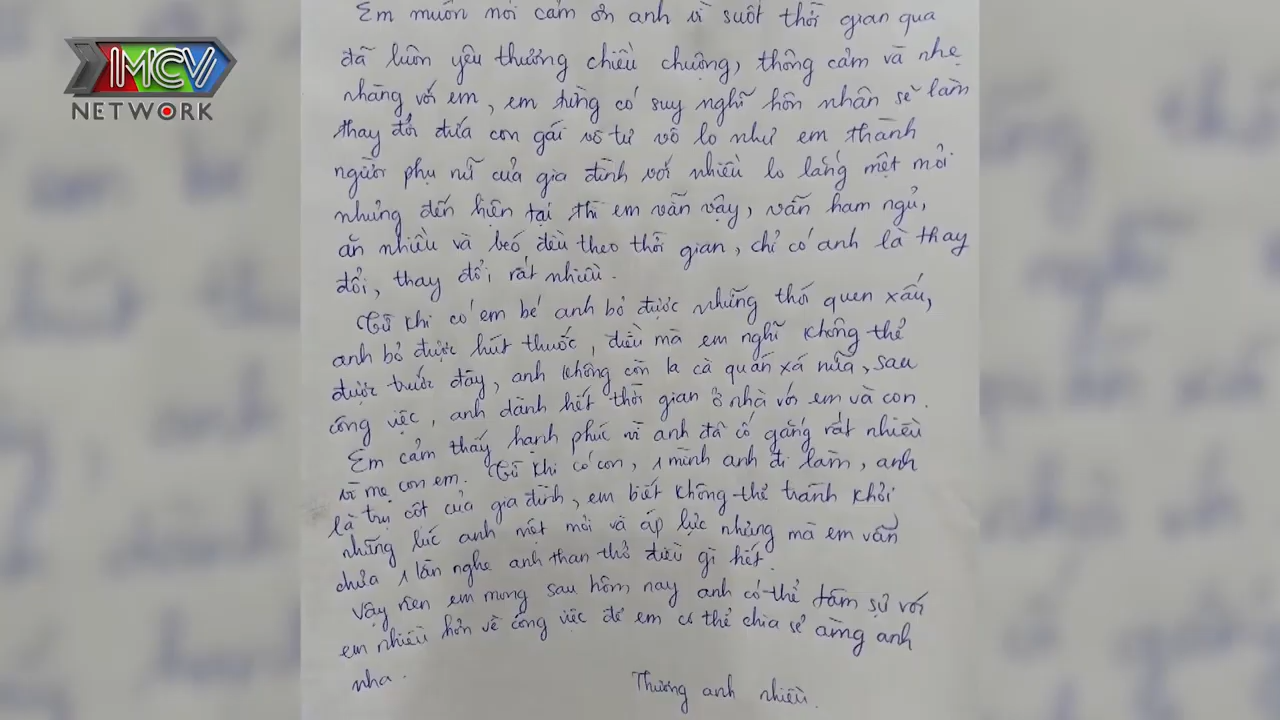 MCV
NETWORK
Em muốn nói cảm ơn anh vì suốt thời gian qua
đã luôn yêu thương chiều chuộng, thông cảm và nhẹ
nhàng với em, em từng có suy nghĩ hôn nhân sẽ làm
thay đổi đứa con gái vô tư vô lo như em thành
người phụ nữ của gia đình với nhiều lo lắng mệt mỏi
nhưng đến hiện tại thì em vẫn vậy, vẫn ham ngủ,
ăn nhiều và béo đều theo thời gian, chỉ có anh là thay
đổi, thay đổi rất nhiều.
Từ khi có em bé anh bỏ được những thói quen xấu,
anh bỏ được hút thuốc, điều mà em nghĩ không thể
được trước đây, anh không còn la cà quán xá nữa, sau
công việc, anh dành hết thời gian ở nhà với em và con.
Em cảm thấy hạnh phúc vì anh đã cố gắng rất nhiều
vì mẹ con em. Từ khi có con, 1 mình anh đi làm, anh
là trụ cột của gia đình, em biết không thể tránh khỏi
những lúc anh mệt mỏi và áp lực nhưng mà em vẫn
chưa 1 lần nghe anh than thở điều gì hết.
Vậy nên em mong sau hôm nay anh có thể tâm sự với
em nhiều hơn về công việc để em có thể chia sẻ cùng anh
nha.
Thương anh nhiều.